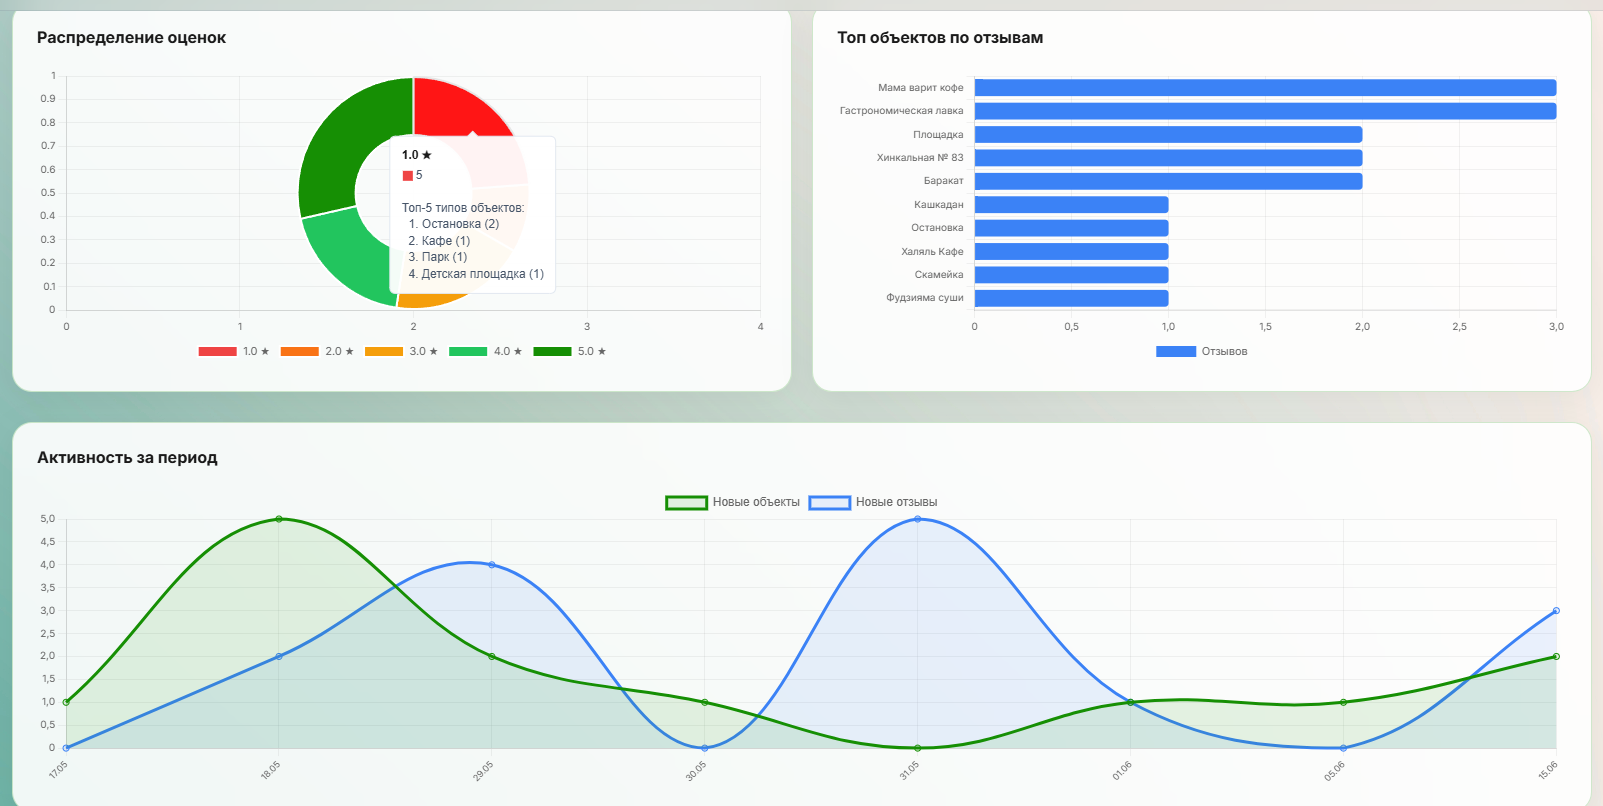 Распределение оценок
1
0.9
0.8
0.7
0.6
0.5
0.4
0.3
0.2
0.1
0
0
1
2
3
4
1.0 ★
5
Топ-5 типов объектов:
1. Остановка (2)
2. Кафе (1)
3. Парк (1)
4. Детская площадка (1)
1.0 ★ 2.0 ★ 3.0 ★ 4.0 ★ 5.0 ★
Топ объектов по отзывам
Мама варит кофе
Гастрономическая лавка
Площадка
Хинкальная № 83
Баракат
Кашкадан
Остановка
Халяль Кафе
Скамейка
Фудзияма суши
0 0,5 1,0 1,5 2,0 2,5 3,0
Отзывов
Активность за период
Новые объекты Новые отзывы
5,0
4,5
4,0
3,5
3,0
2,5
2,0
1,5
1,0
0,5
0
17.05 18.05 29.05 30.05 31.05 01.06 05.06 15.06